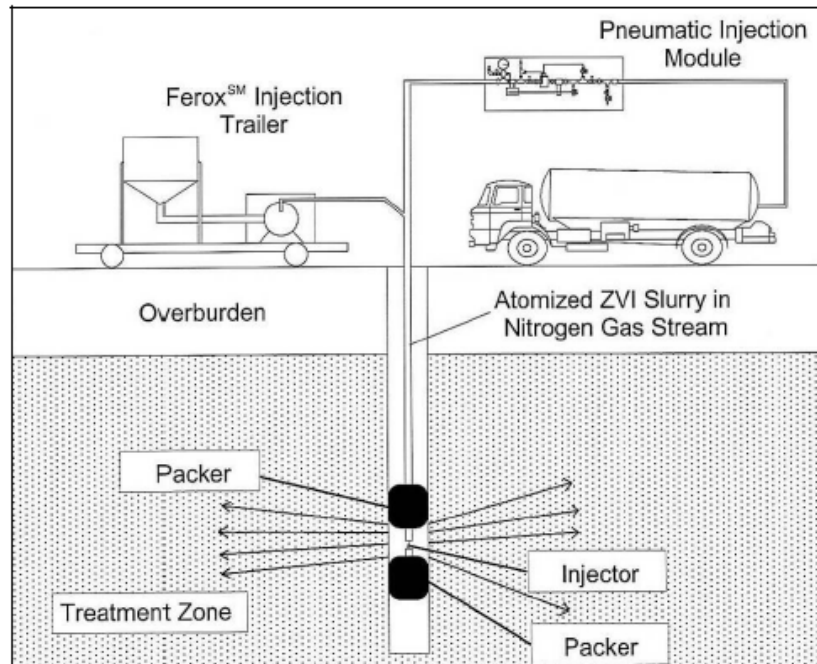 Pneumatic Injection
Module
Ferox℠ Injection
Trailer
Overburden
Atomized ZVI Slurry in
Nitrogen Gas Stream
Packer
Injector
Treatment Zone
Packer